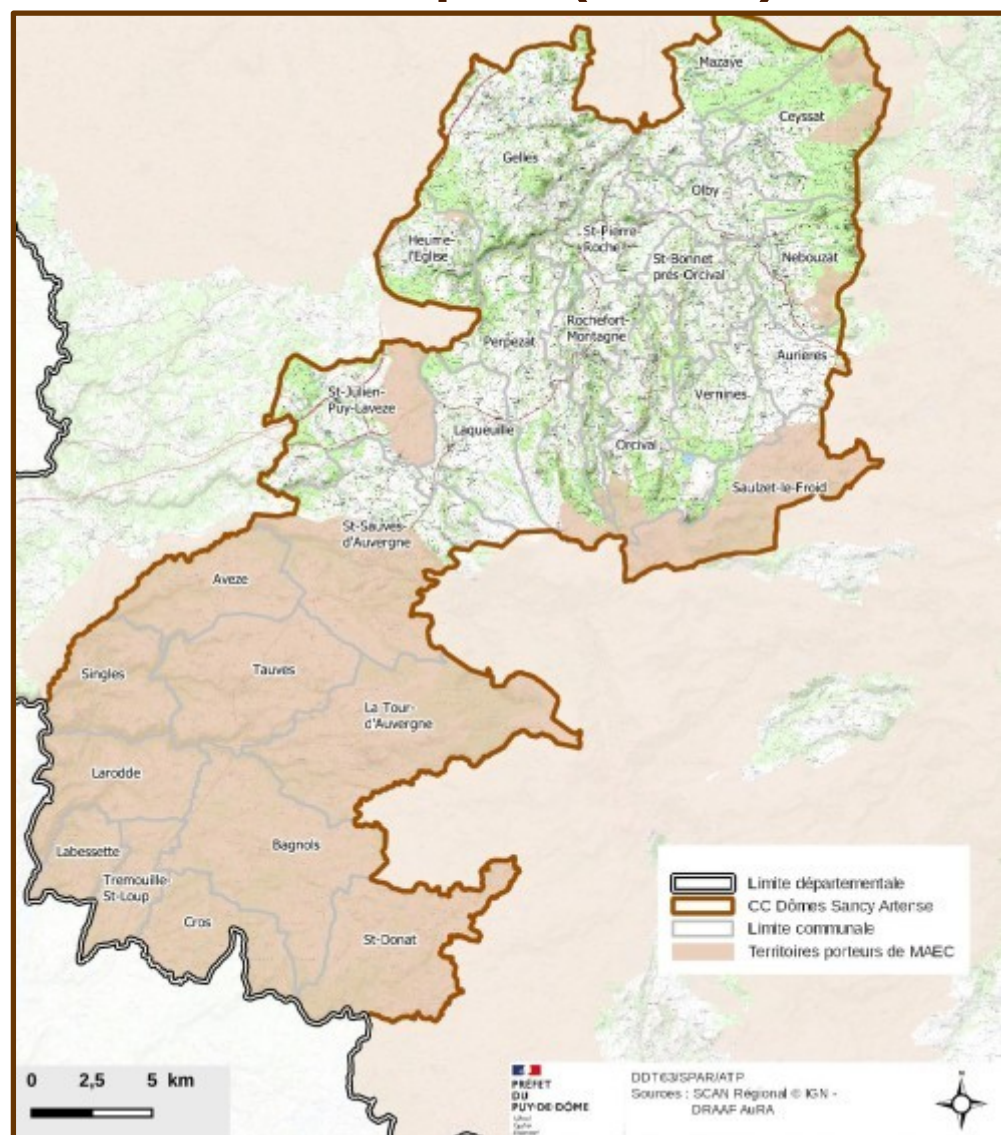 Mazaye
Ceyssat
Gelles
Olby
Heume-
l'Eglise
St-Pierre-
Roche
St-Bonnet
près-Orcival
Nebouzat
Rochefort-
Montagne
Perpezat
Aurières
St-Julien-
Puy-Laveze
Vernines
Laqueuille
Orcival
Saulzet-le-Froid
St-Sauves-
d'Auvergne
Aveze
Singles
Tauves
La Tour-
d'Auvergne
Larodde
Bagnols
Labessette
Tremouille-
St-Loup
Cros
St-Donat
Limite départementale
CC Dômes Sancy Artense
Limite communale
Territoires porteurs de MAEC
0 2,5 5 km
PRÉFET
DU
PUY-DE-DÔME
DDT63/SPAR/ATP
Sources : SCAN Régional © IGN -
DRAAF AuRA